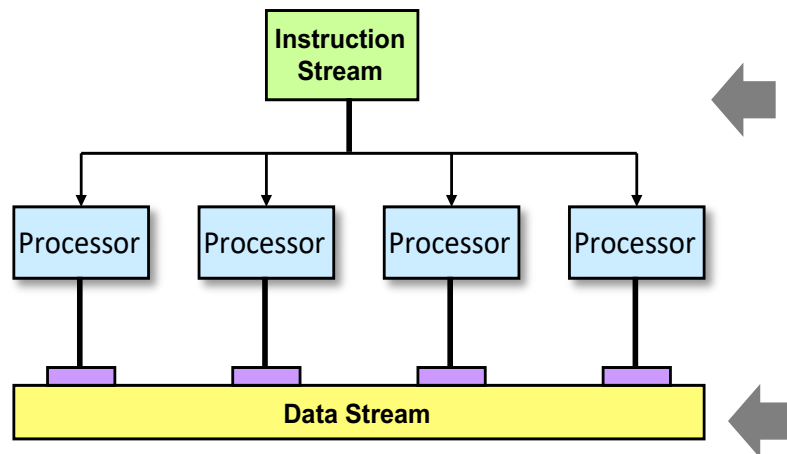 Instruction
Stream
Processor
Processor
Processor
Processor
Data Stream